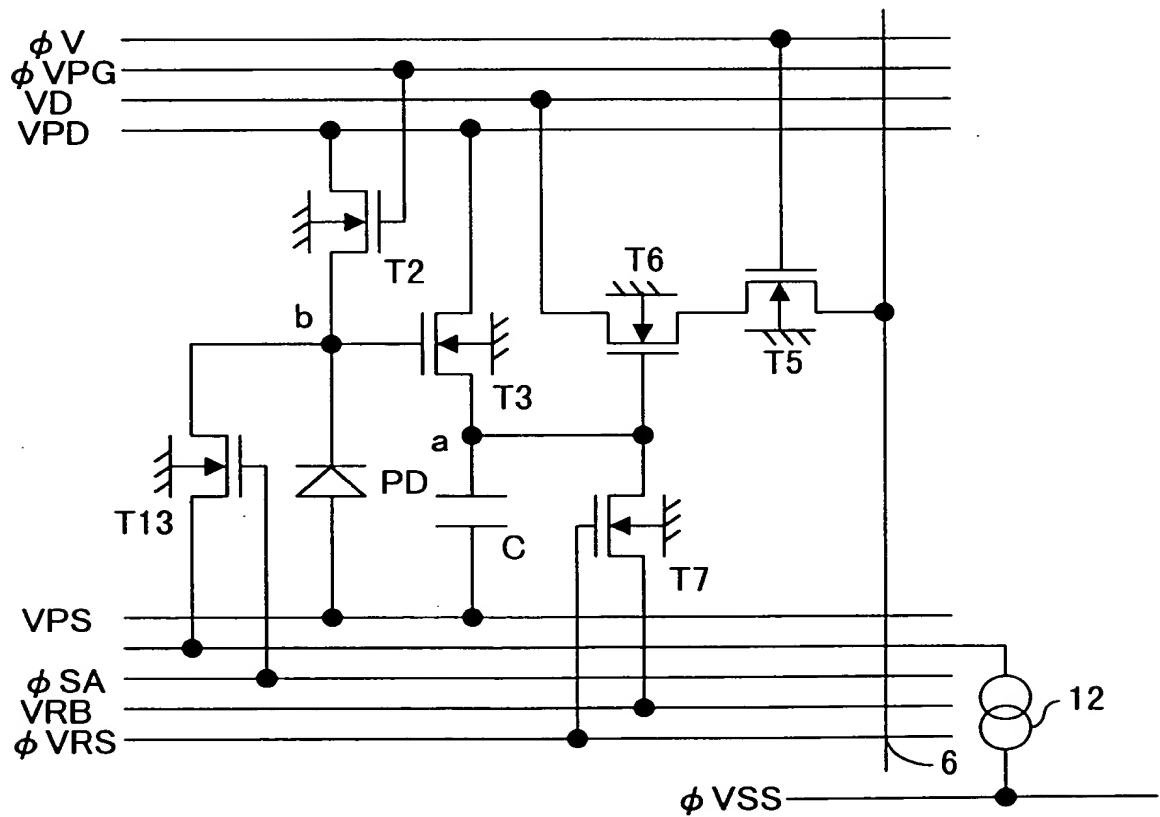 φV
φVPG
VD
VPD
T2
T6
b
T5
T3
a
PD
T13
C
T7
VPS
φSA
12
VRB
φVRS
6
φVSS